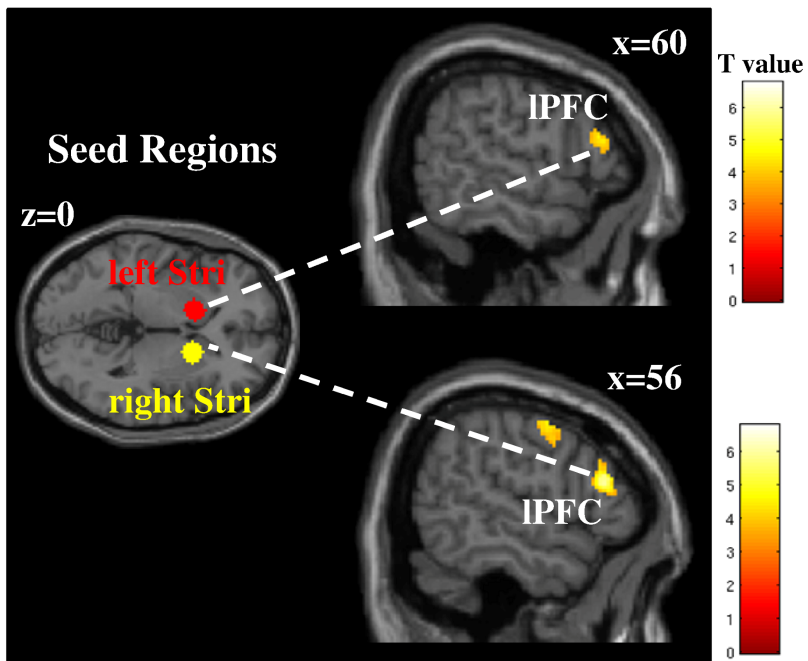 x=60
T value
lPFC
Seed Regions
z=0
left Stri
right Stri
6
5
4
3
2
1
0
x=56
lPFC
6
5
4
3
2
1
0